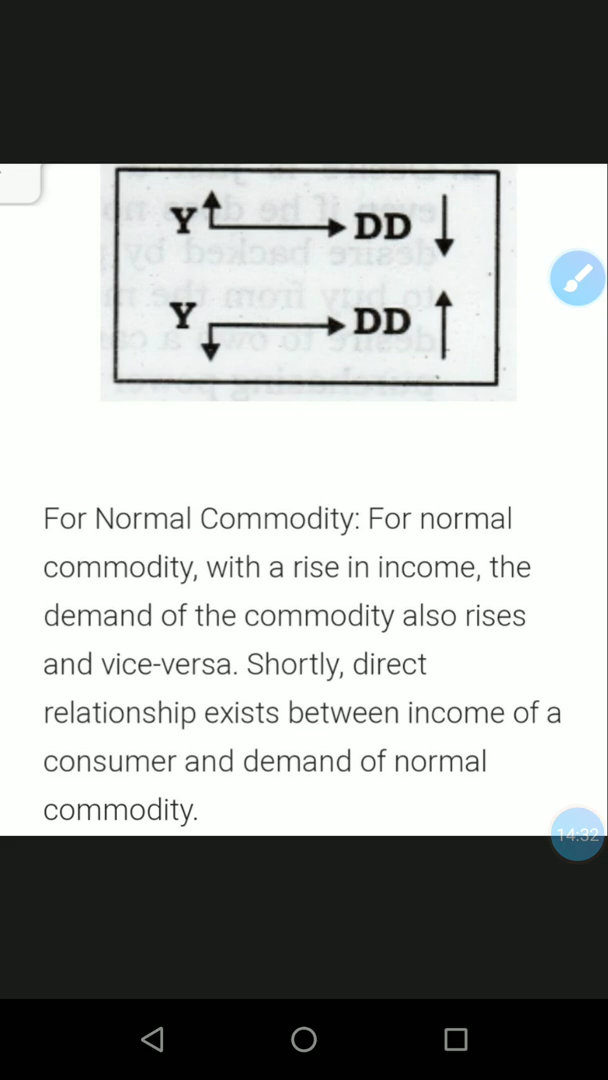 Y DD
Y DD
For Normal Commodity: For normal
commodity, with a rise in income, the
demand of the commodity also rises
and vice-versa. Shortly, direct
relationship exists between income of a
consumer and demand of normal
commodity.
14:32